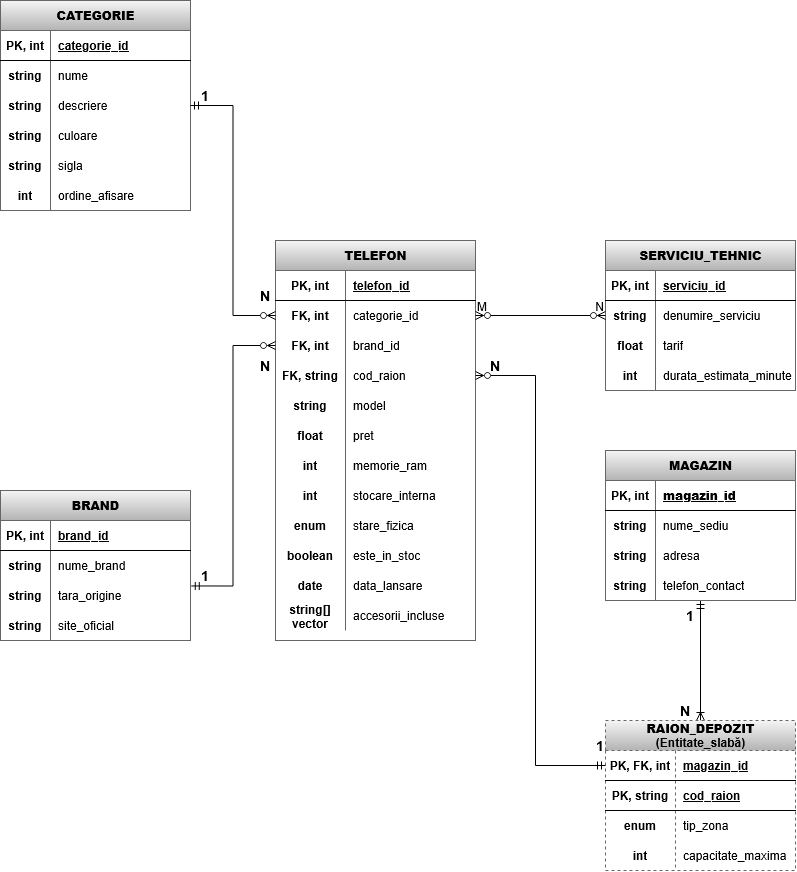 CATEGORIE
PK, int categorie_id
string nume
string descriere
string culoare
string sigla
int ordine_afisare
1
N
TELEFON
PK, int telefon_id
FK, int categorie_id
FK, int brand_id
FK, string cod_raion
string model
float pret
int memorie_ram
int stocare_interna
enum stare_fizica
boolean este_in_stoc
date data_lansare
string[]
vector accesorii_incluse
M
N
N
N
SERVICIU_TEHNIC
PK, int serviciu_id
string denumire_serviciu
float tarif
int durata_estimata_minute
BRAND
PK, int brand_id
string nume_brand
string tara_origine
string site_oficial
1
MAGAZIN
PK, int magazin_id
string nume_sediu
string adresa
string telefon_contact
1
N
1
RAION_DEPOZIT
(Entitate_slabă)
PK, FK, int magazin_id
PK, string cod_raion
enum tip_zona
int capacitate_maxima